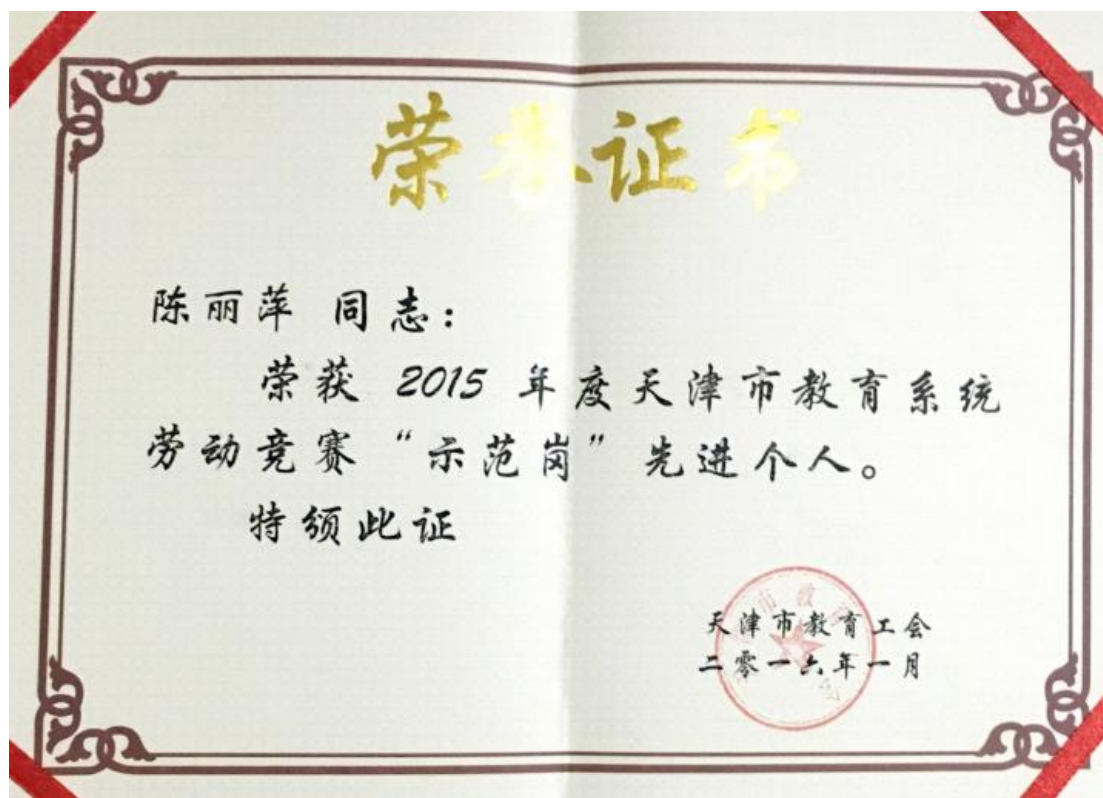 荣誉证书
陈丽萍 同志：
荣获 2015 年度天津市教育系统
劳动竞赛“示范岗”先进个人。
特颁此证
天津市教育工会
二零一六年一月